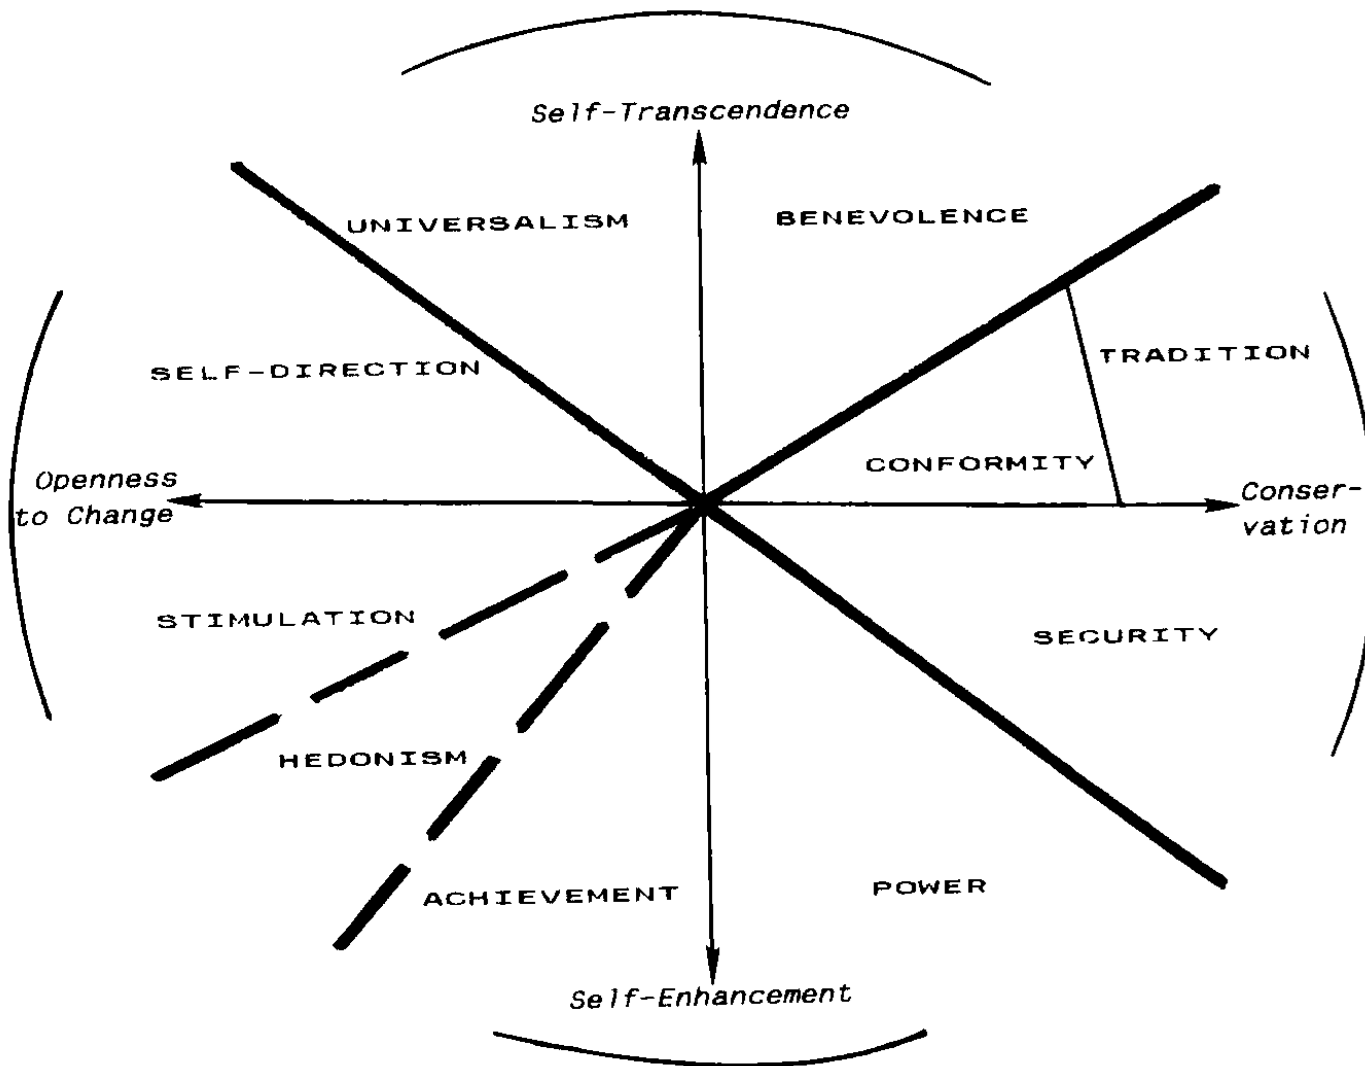 Self-Transcendence
UNIVERSALISM
BENEVOLENCE
SELF-DIRECTION
TRADITION
CONFORMITY
Openness
to Change
Conser-
vation
STIMULATION
SECURITY
HEDONISM
ACHIEVEMENT
POWER
Self-Enhancement